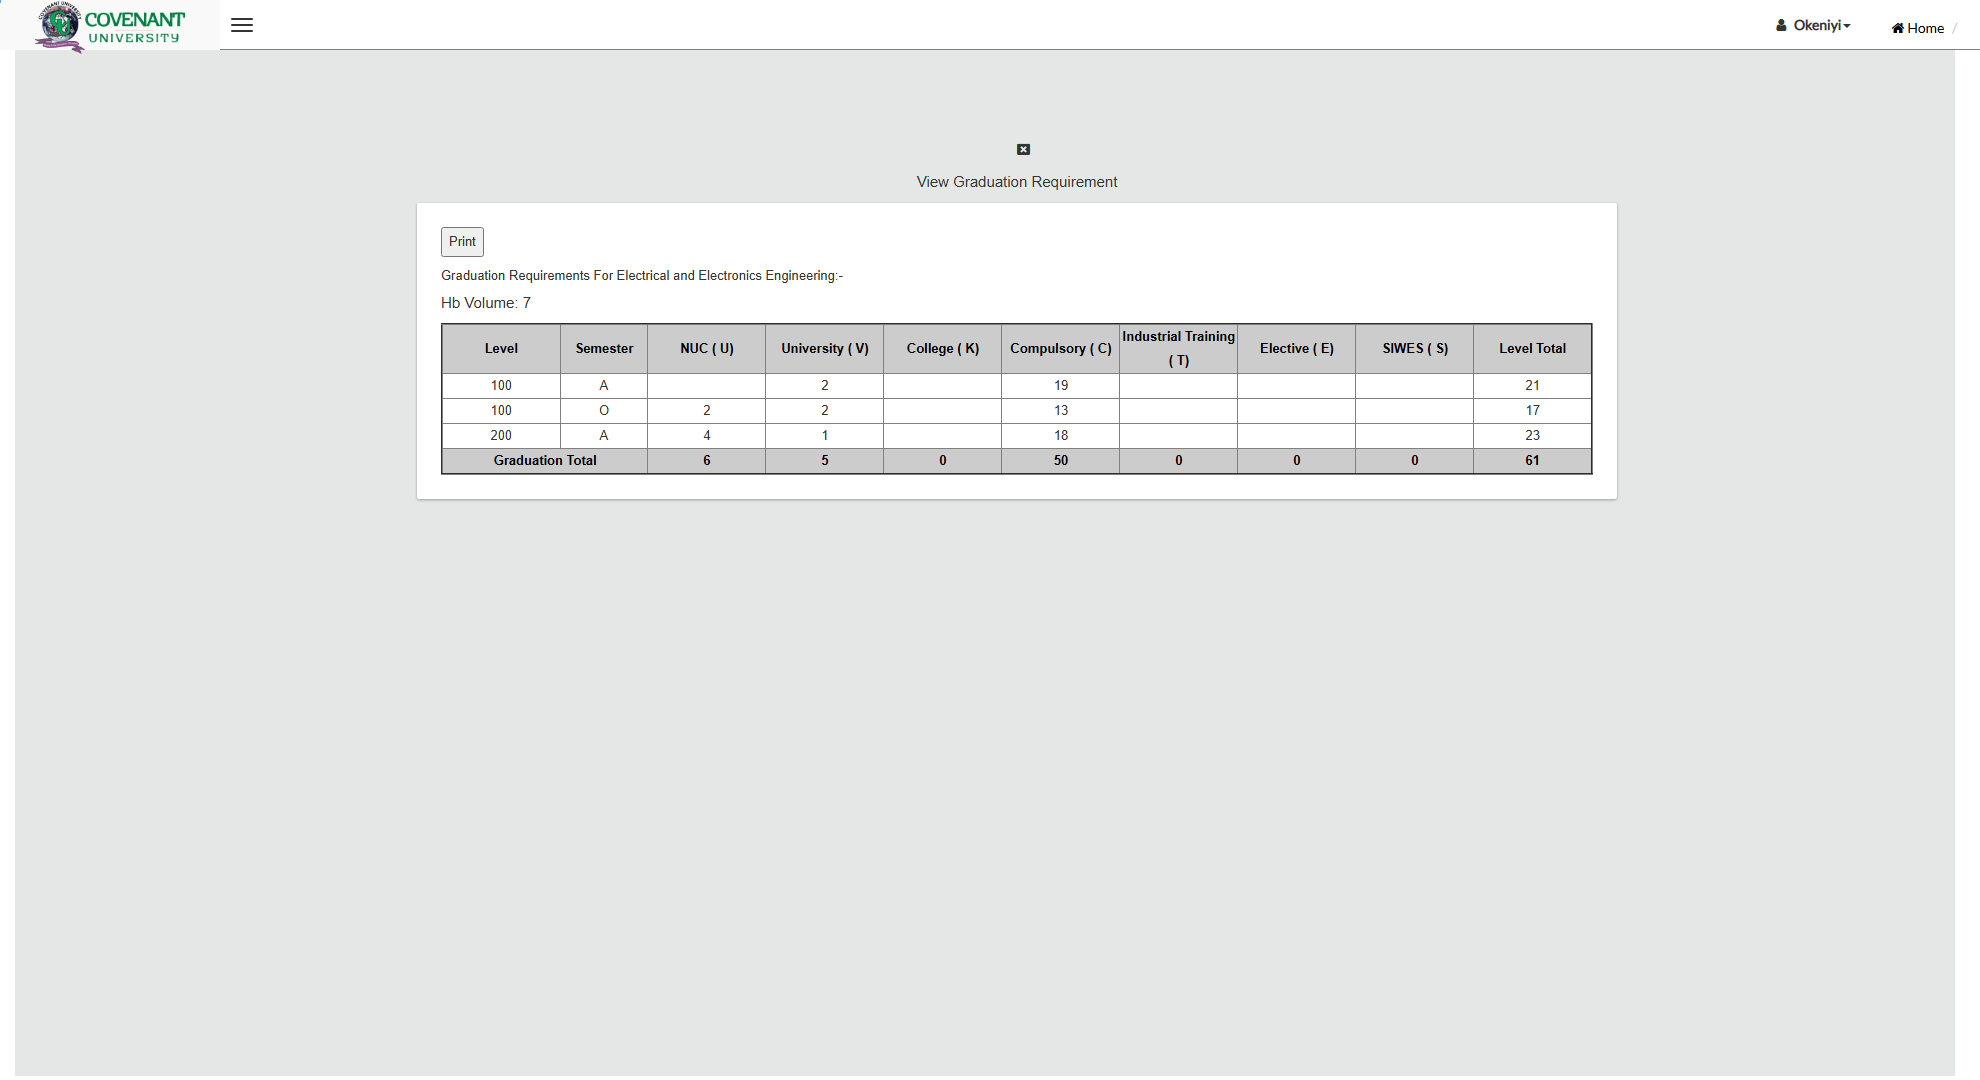 COVENANT UNIVERSITY
COVENANT
UNIVERSITY
Okeniyi
Home /
View Graduation Requirement
Print
Graduation Requirements For Electrical and Electronics Engineering:-
Hb Volume: 7
Level Semester NUC ( U) University ( V) College ( K) Compulsory ( C) Industrial Training ( T) Elective ( E) SIWES ( S) Level Total
100 A 2 19 21
100 O 2 2 13 17
200 A 4 1 18 23
Graduation Total 6 5 0 50 0 0 0 61